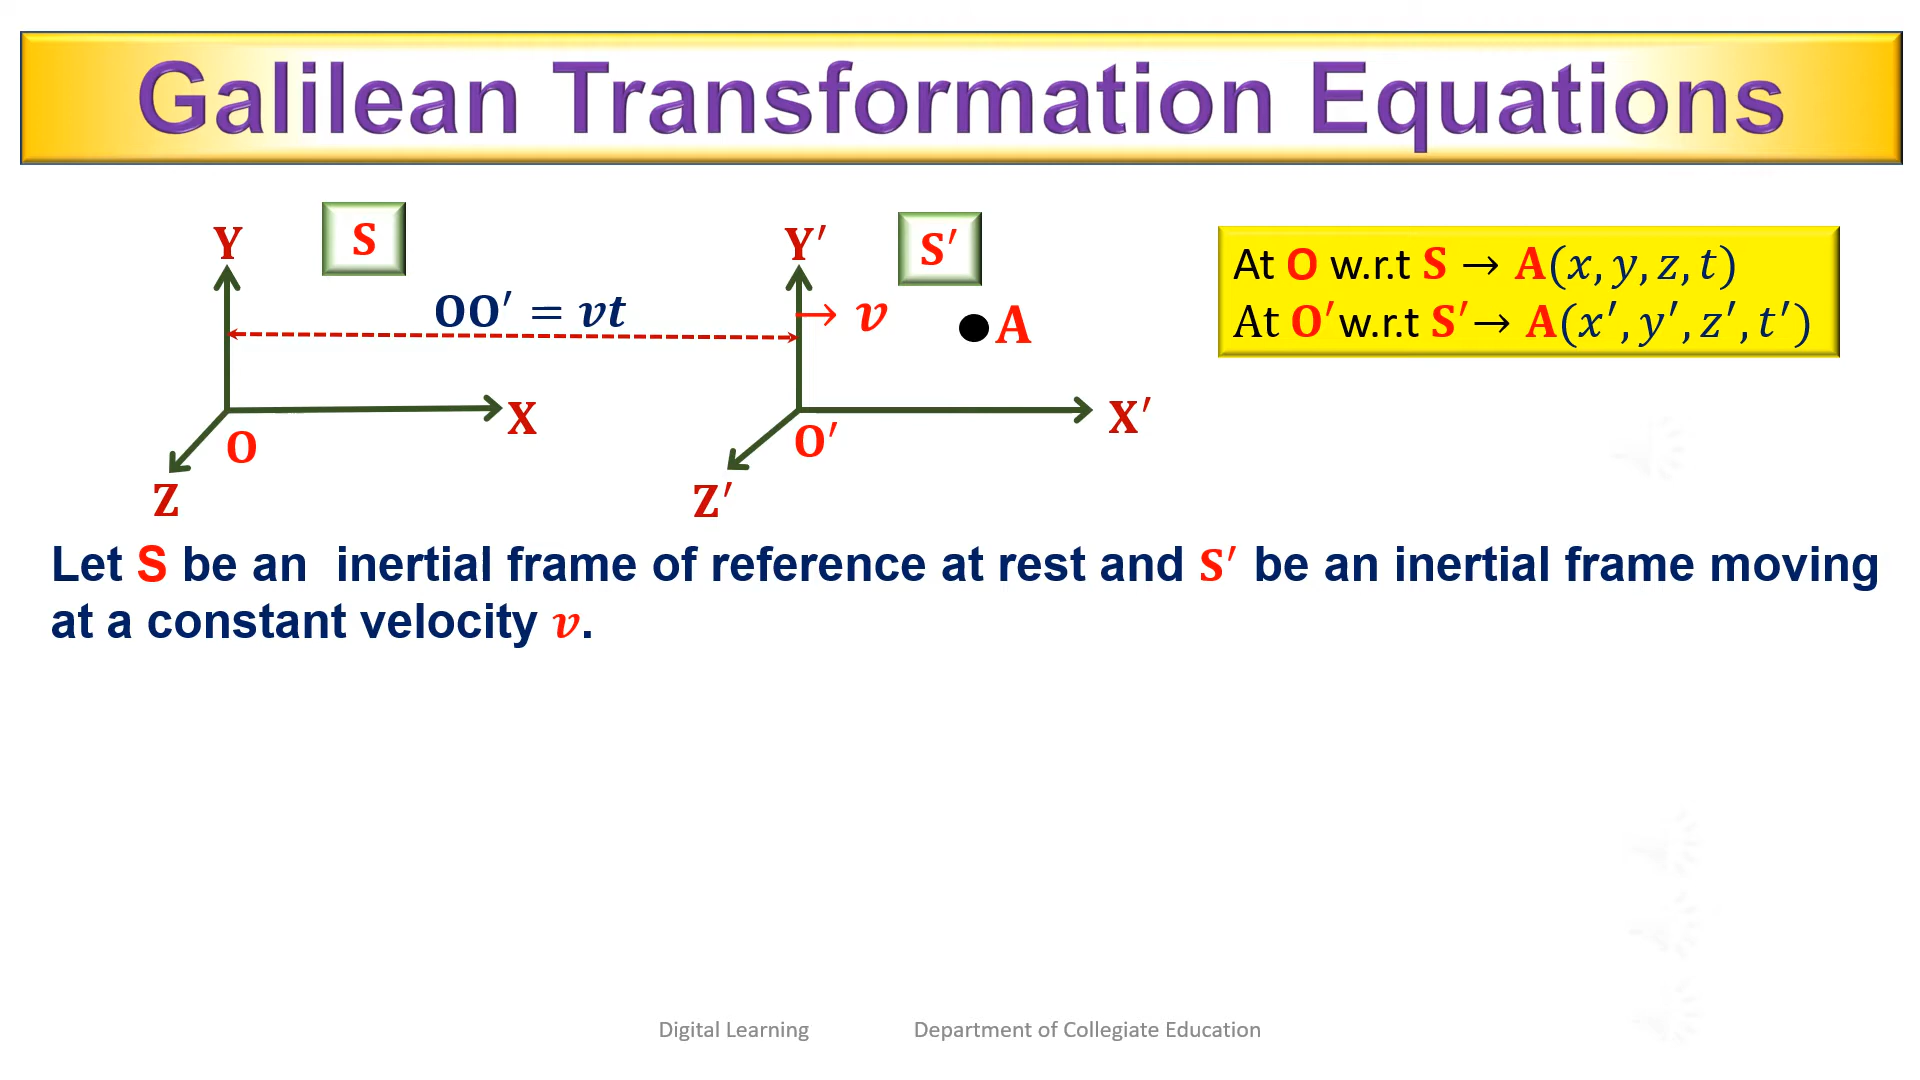 Galilean Transformation Equations
S
S′
Y
Y′
OO′ = vt
→ v
A
X
X′
O
O′
Z
Z′
At O w.r.t S → A(x, y, z, t)
At O′w.r.t S′→ A(x′, y′, z′, t′)
Let S be an inertial frame of reference at rest and S′ be an inertial frame moving
at a constant velocity v.
Digital Learning Department of Collegiate Education